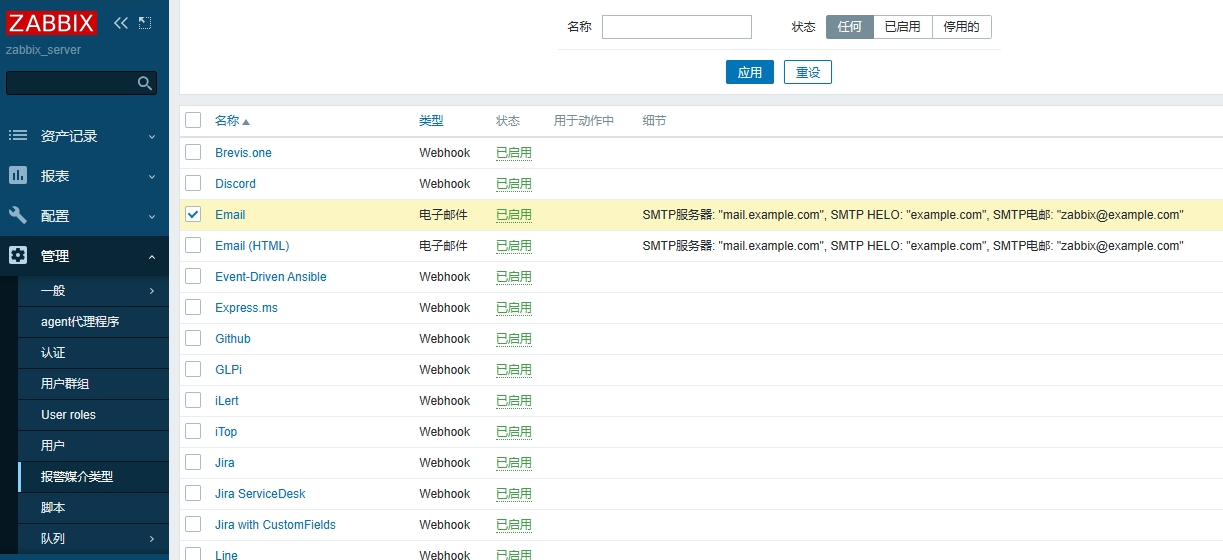 ZABBIX
zabbix_server
资产记录
报表
配置
管理
一般
agent代理程序
认证
用户群组
User roles
用户
报警媒介类型
脚本
队列
名称 状态 任何 已启用 停用的
应用 重设
名称 类型 状态 用于动作中 细节
Brevis.one Webhook 已启用
Discord Webhook 已启用
Email 电子邮件 已启用 SMTP服务器: "mail.example.com", SMTP HELO: "example.com", SMTP电邮: "zabbix@example.com"
Email (HTML) 电子邮件 已启用 SMTP服务器: "mail.example.com", SMTP HELO: "example.com", SMTP电邮: "zabbix@example.com"
Event-Driven Ansible Webhook 已启用
Express.ms Webhook 已启用
Github Webhook 已启用
GLPi Webhook 已启用
iLert Webhook 已启用
iTop Webhook 已启用
Jira Webhook 已启用
Jira ServiceDesk Webhook 已启用
Jira with CustomFields Webhook 已启用
Line Webhook 已启用